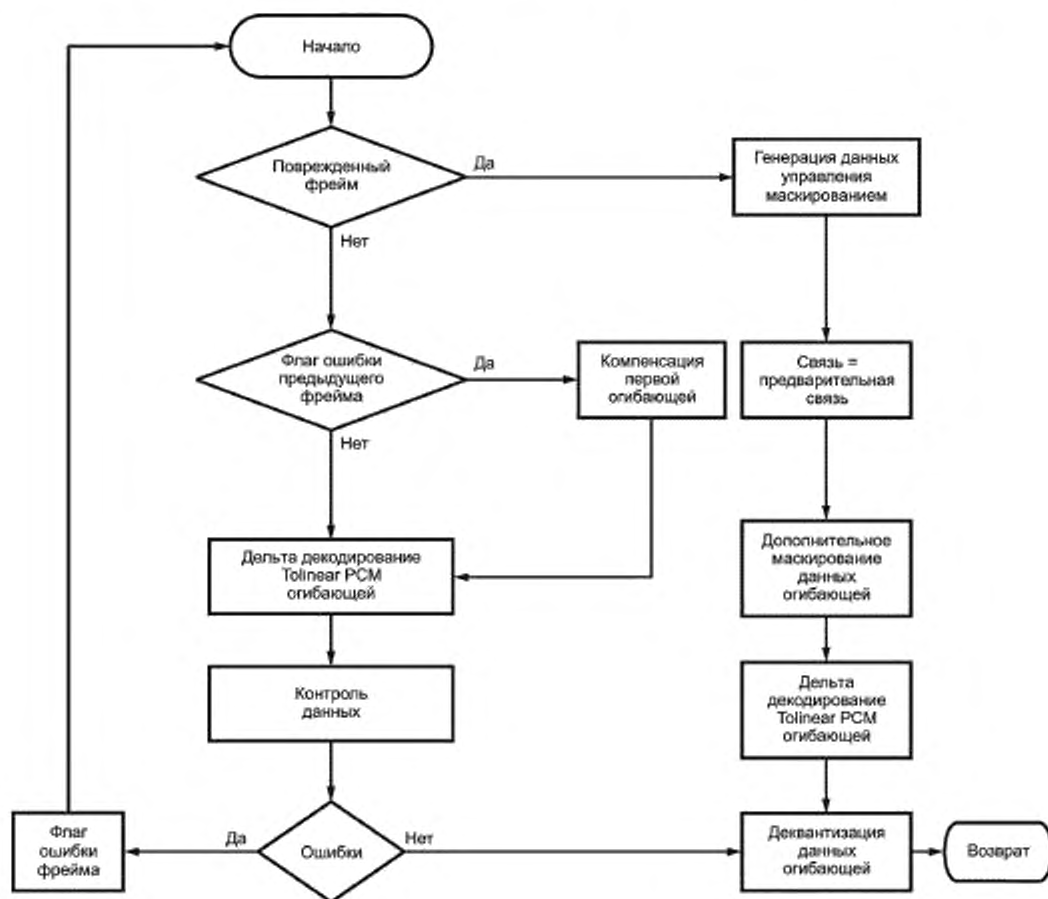 Начало
Поврежденный
фрейм
Да
Генерация данных
управления
маскированием
Нет
Флаг ошибки
предыдущего
фрейма
Да
Компенсация
первой
огибающей
Связь =
предварительная
связь
Нет
Дельта декодирование
Tolinear PCM
огибающей
Дополнительное
маскирование
данных
огибающей
Контроль
данных
Дельта
декодирование
Tolinear PCM
огибающей
Флаг
ошибки
фрейма
Да
Ошибки
Нет
Деквантизация
данных
огибающей
Возврат